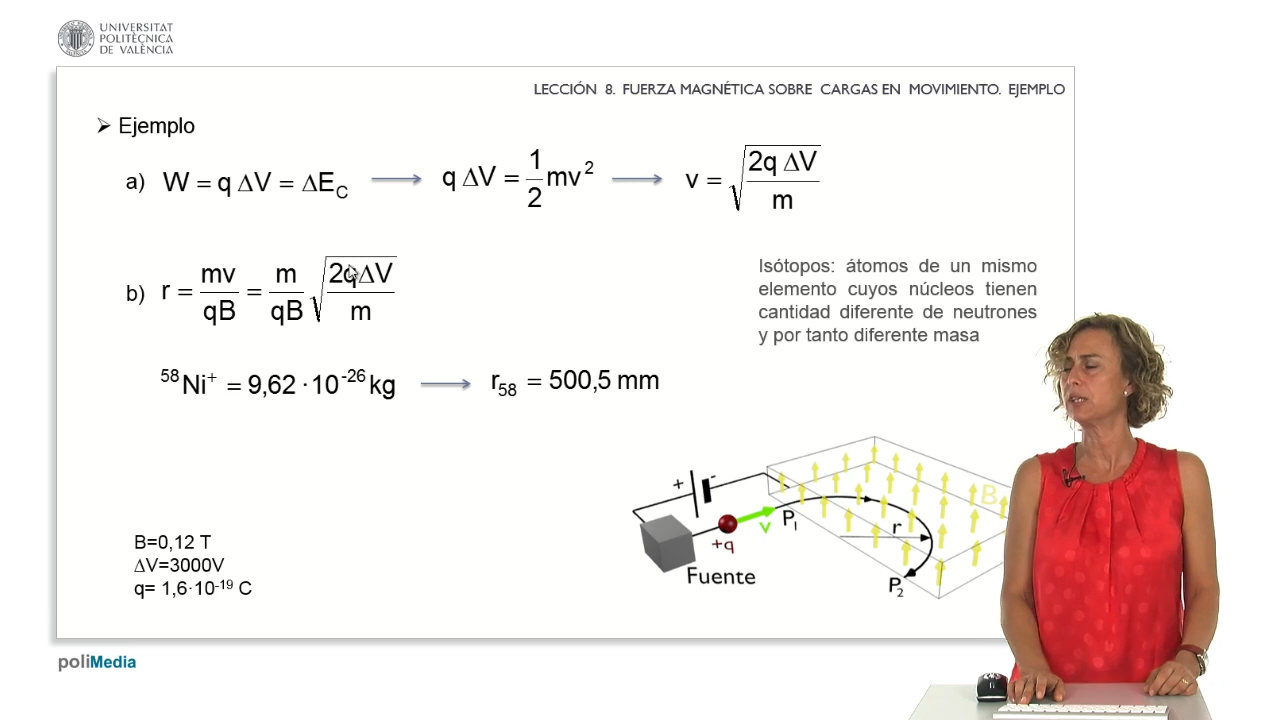 UNIVERSITAT
POLITÈCNICA
DE VALÈNCIA
LECCIÓN 8. FUERZA MAGNÉTICA SOBRE CARGAS EN MOVIMIENTO. EJEMPLO
➢ Ejemplo
a) W = q ΔV = ΔE_C ⟶ q ΔV = 1/2 mv² ⟶ v = √(2q ΔV / m)
b) r = mv/qB = m/qB √(2qΔV / m)
Isótopos: átomos de un mismo
elemento cuyos núcleos tienen
cantidad diferente de neutrones
y por tanto diferente masa
⁵⁸Ni⁺ = 9,62 ·10⁻²⁶ kg ⟶ r₅₈ = 500,5 mm
+ -
B
P₁
v
r
+q
Fuente
P₂
B=0,12 T
ΔV=3000V
q= 1,6·10⁻¹⁹ C
poliMedia